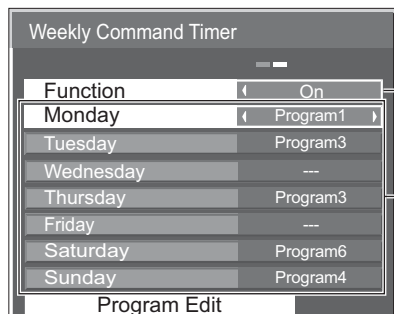 Weekly Command Timer
Function On
Monday Program1
Tuesday Program3
Wednesday ---
Thursday Program3
Friday ---
Saturday Program6
Sunday Program4
Program Edit